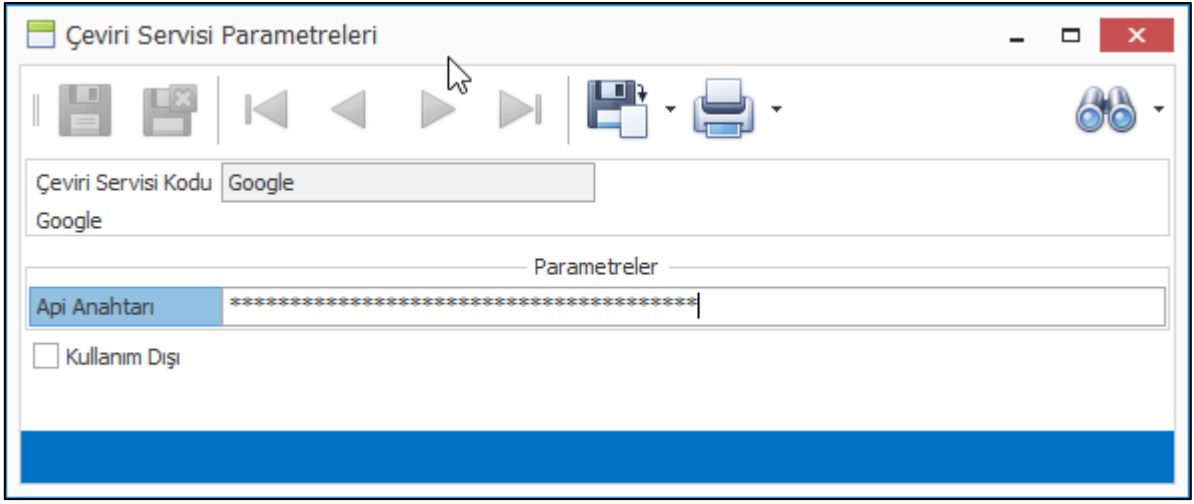 Çeviri Servisi Parametreleri
Çeviri Servisi Kodu Google
Google
Parametreler
Api Anahtarı ***************************************
Kullanım Dışı